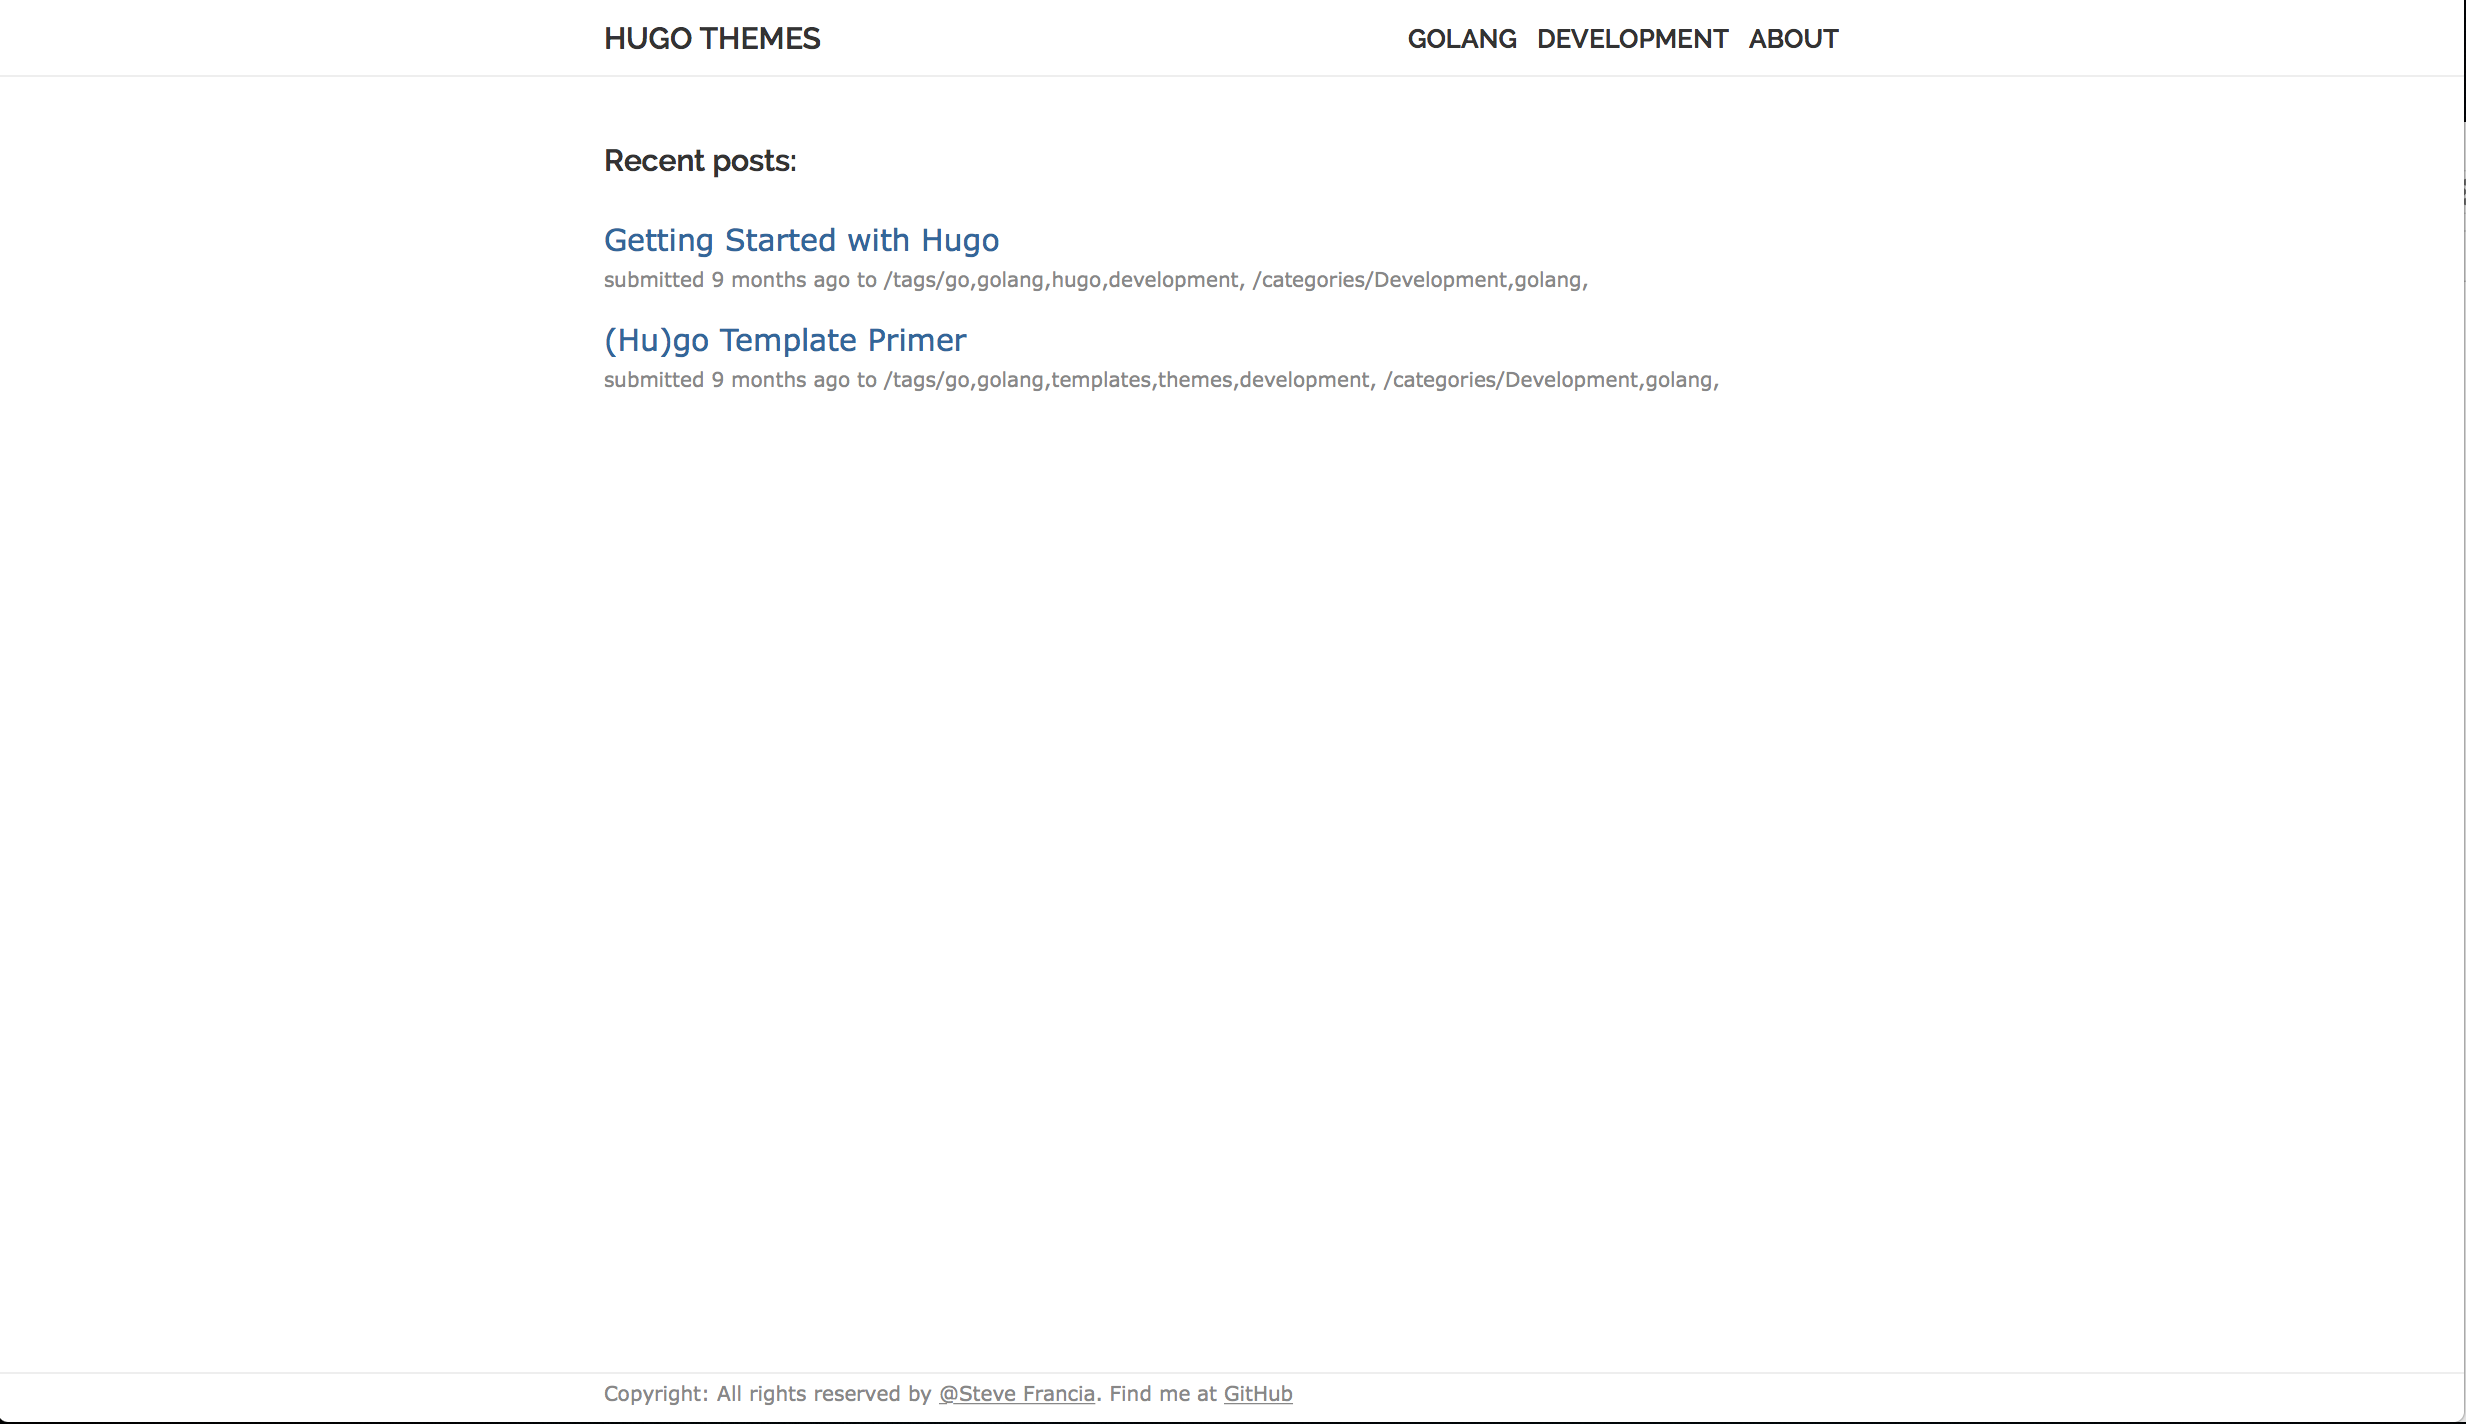 HUGO THEMES GOLANG DEVELOPMENT ABOUT
Recent posts:
Getting Started with Hugo
submitted 9 months ago to /tags/go,golang,hugo,development, /categories/Development,golang,
(Hu)go Template Primer
submitted 9 months ago to /tags/go,golang,templates,themes,development, /categories/Development,golang,
Copyright: All rights reserved by @Steve Francia. Find me at GitHub